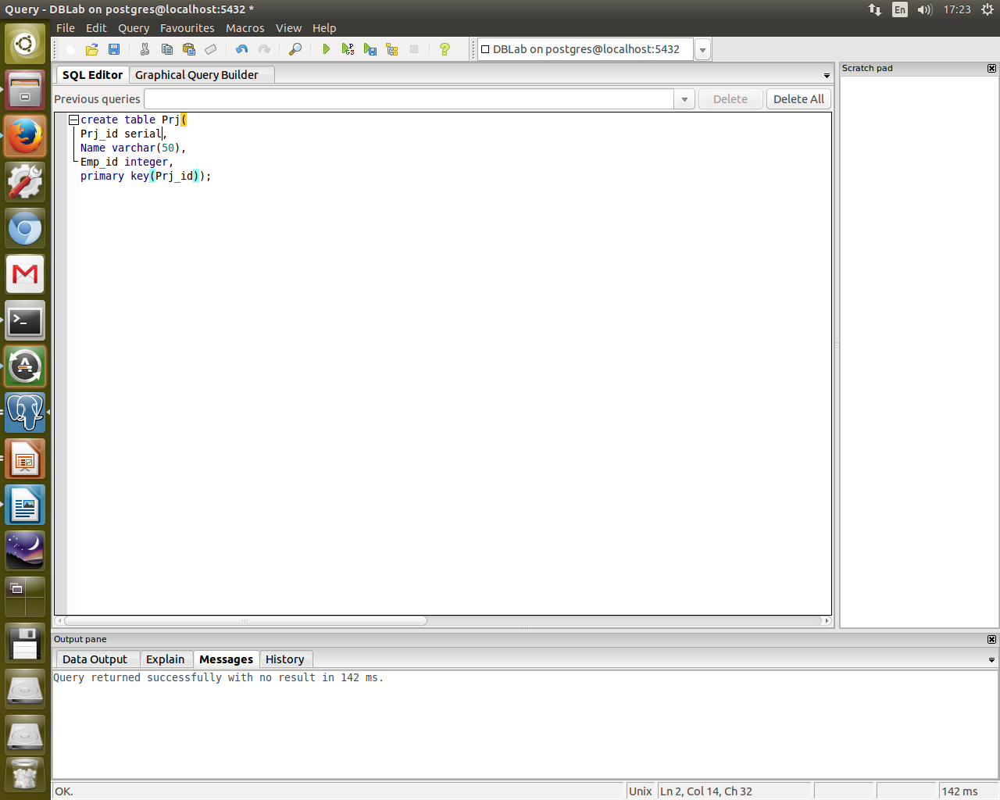 Query - DBLab on postgres@localhost:5432 *
En
17:23
File Edit Query Favourites Macros View Help
DBLab on postgres@localhost:5432
SQL Editor
Graphical Query Builder
Scratch pad
Previous queries
Delete
Delete All
create table Prj(
Prj_id serial,
Name varchar(50),
Emp_id integer,
primary key(Prj_id));
Output pane
Data Output
Explain
Messages
History
Query returned successfully with no result in 142 ms.
OK.
Unix
Ln 2, Col 14, Ch 32
142 ms